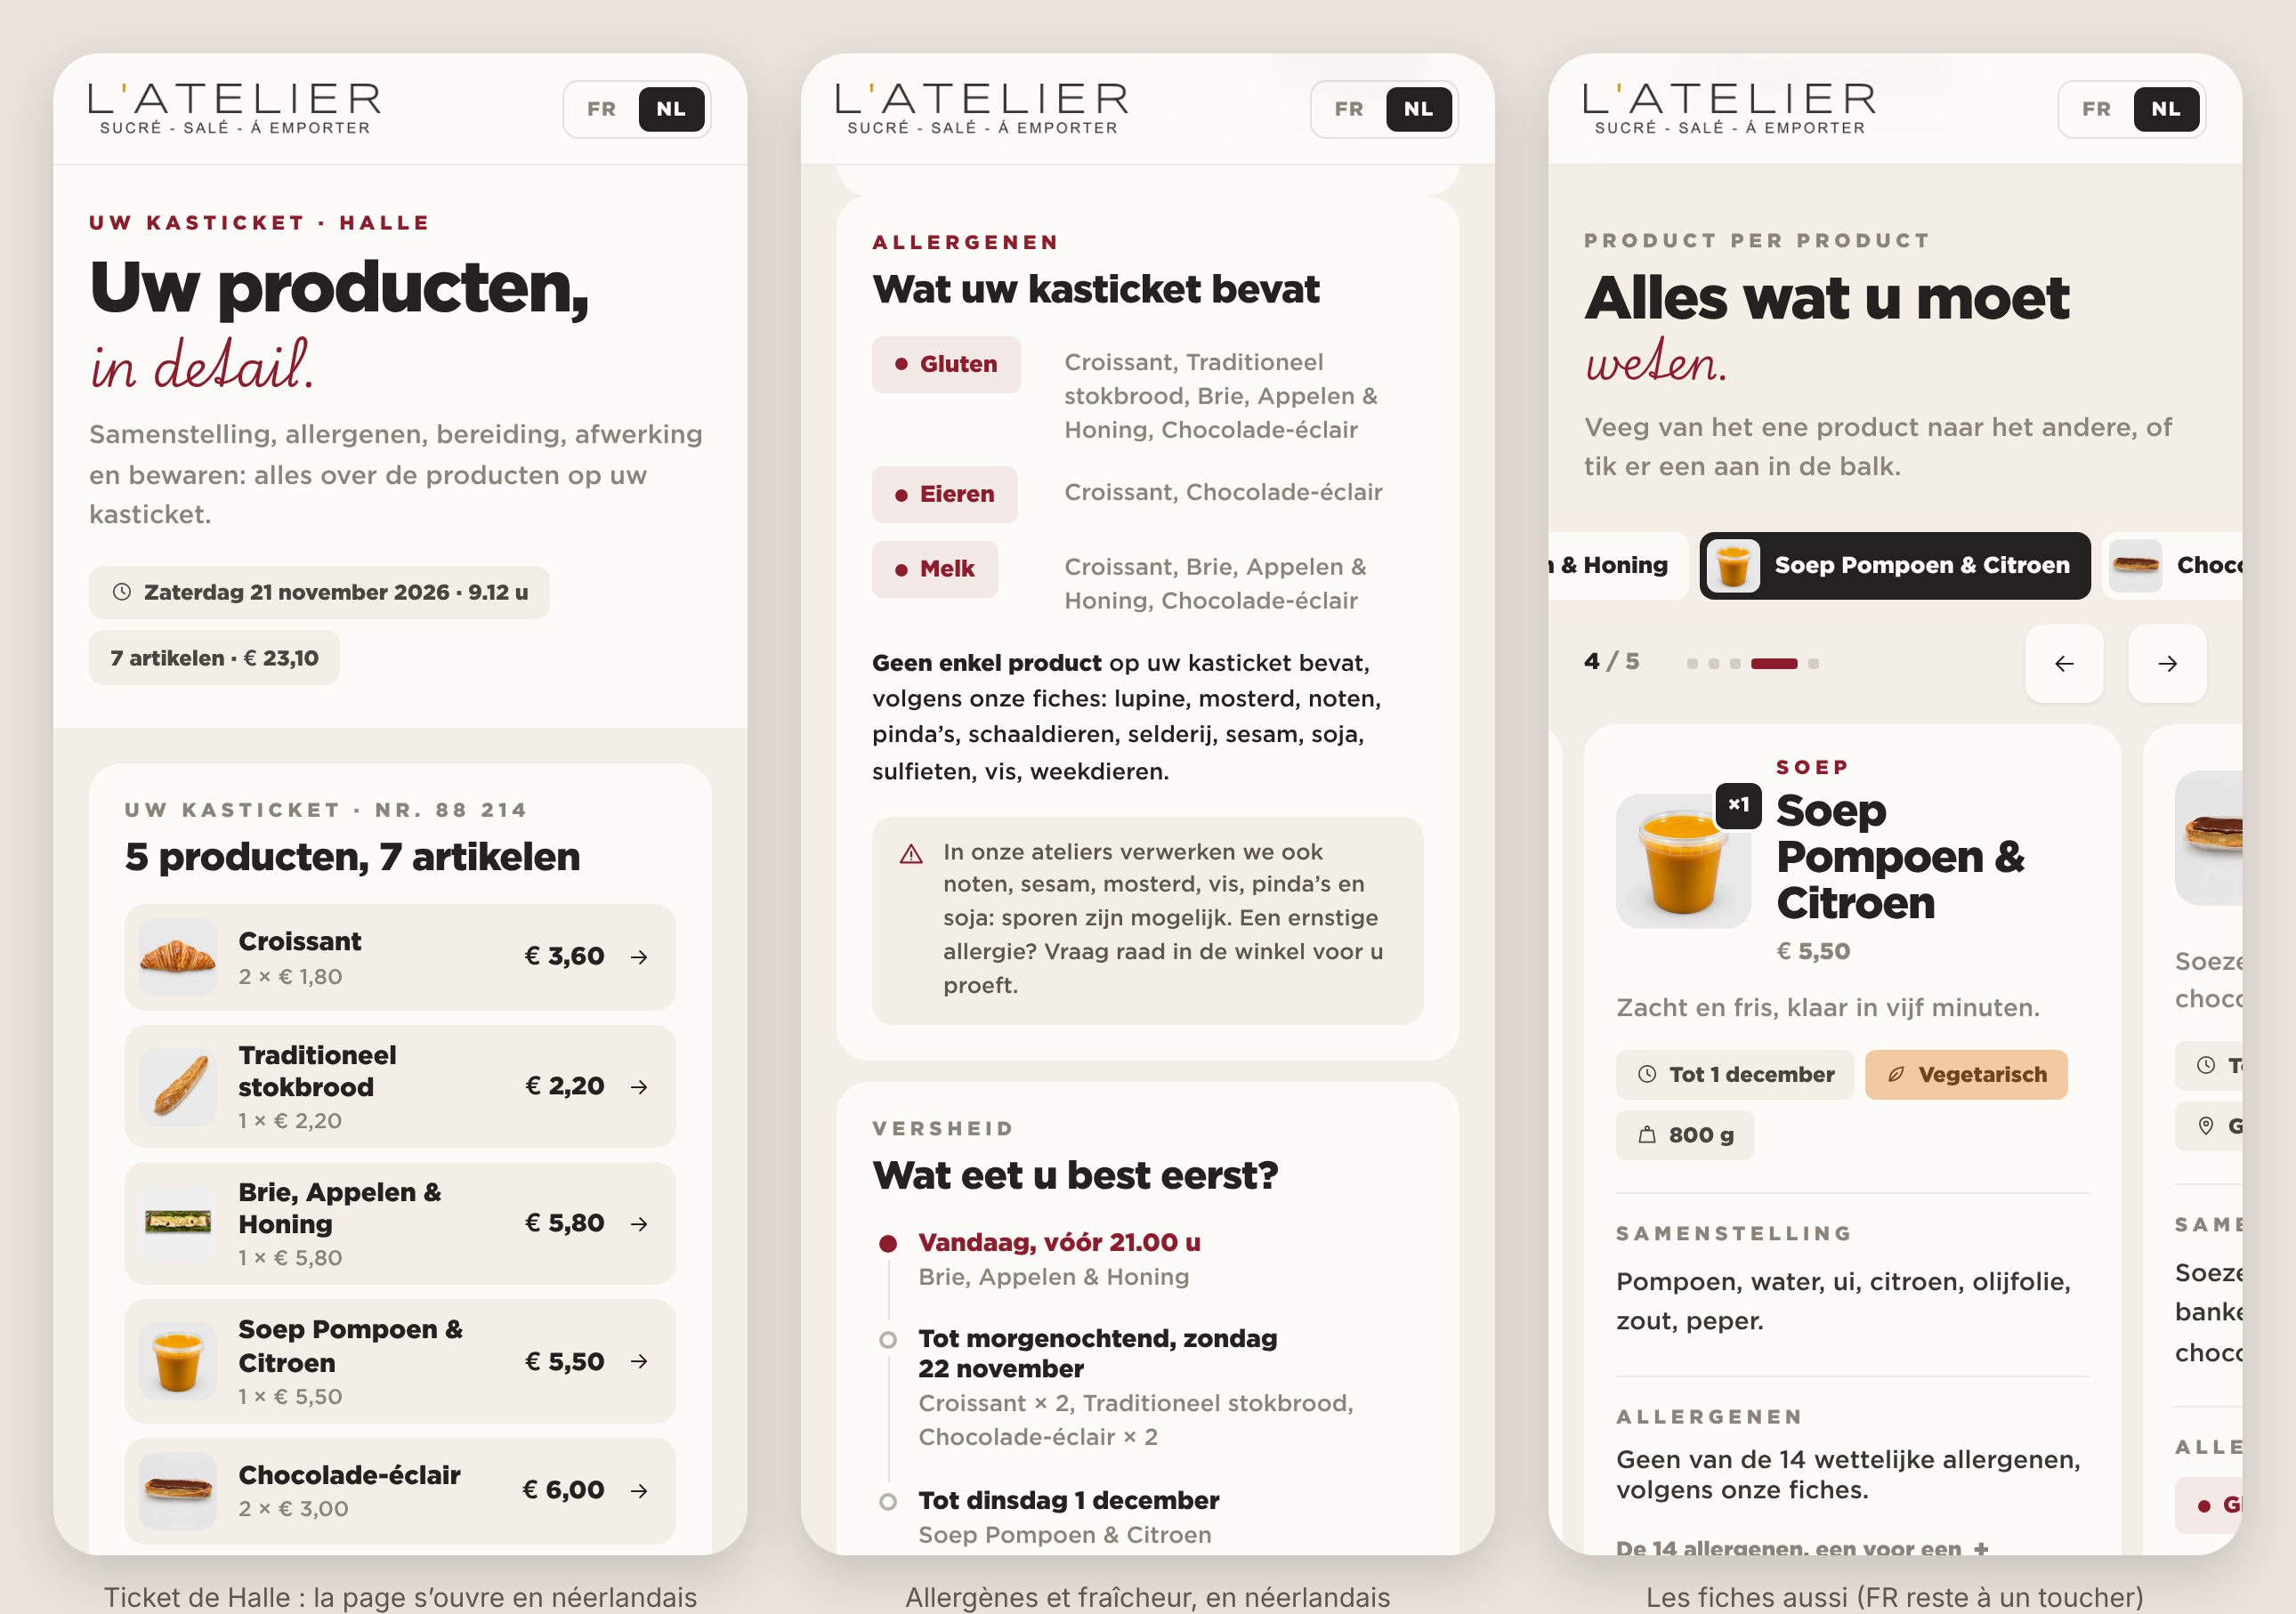 L'ATELIER
SUCRÉ - SALÉ - Á EMPORTER
FR
NL
UW KASTICKET · HALLE
Uw producten,
in detail.
Samenstelling, allergenen, bereiding, afwerking
en bewaren: alles over de producten op uw
kasticket.
Zaterdag 21 november 2026 · 9.12 u
7 artikelen · € 23,10
UW KASTICKET · NR. 88 214
5 producten, 7 artikelen
Croissant
2 × € 1,80
€ 3,60 →
Traditioneel
stokbrood
1 × € 2,20
€ 2,20 →
Brie, Appelen &
Honing
1 × € 5,80
€ 5,80 →
Soep Pompoen &
Citroen
1 × € 5,50
€ 5,50 →
Chocolade-éclair
2 × € 3,00
€ 6,00 →
Ticket de Halle : la page s’ouvre en néerlandais
L'ATELIER
SUCRÉ - SALÉ - Á EMPORTER
FR
NL
ALLERGENEN
Wat uw kasticket bevat
Gluten
Croissant, Traditioneel
stokbrood, Brie, Appelen &
Honing, Chocolade-éclair
Eieren
Croissant, Chocolade-éclair
Melk
Croissant, Brie, Appelen &
Honing, Chocolade-éclair
Geen enkel product op uw kasticket bevat,
volgens onze fiches: lupine, mosterd, noten,
pinda’s, schaaldieren, selderij, sesam, soja,
sulfieten, vis, weekdieren.
In onze ateliers verwerken we ook
noten, sesam, mosterd, vis, pinda’s en
soja: sporen zijn mogelijk. Een ernstige
allergie? Vraag raad in de winkel voor u
proeft.
VERSHEID
Wat eet u best eerst?
Vandaag, vóór 21.00 u
Brie, Appelen & Honing
Tot morgenochtend, zondag
22 november
Croissant × 2, Traditioneel stokbrood,
Chocolade-éclair × 2
Tot dinsdag 1 december
Soep Pompoen & Citroen
Allergènes et fraîcheur, en néerlandais
L'ATELIER
SUCRÉ - SALÉ - Á EMPORTER
FR
NL
PRODUCT PER PRODUCT
Alles wat u moet
weten.
Veeg van het ene product naar het andere, of
tik er een aan in de balk.
& Honing
Soep Pompoen & Citroen
Choc
4 / 5
← →
×1
SOEP
Soep
Pompoen &
Citroen
€ 5,50
Zacht en fris, klaar in vijf minuten.
Tot 1 december
Vegetarisch
800 g
SAMENSTELLING
Pompoen, water, ui, citroen, olijfolie,
zout, peper.
ALLERGENEN
Geen van de 14 wettelijke allergenen,
volgens onze fiches.
De 14 allergenen, een voor een +
Soeze
choco
T
G
SAME
Soeze
banke
choco
ALLE
Gl
Les fiches aussi (FR reste à un toucher)